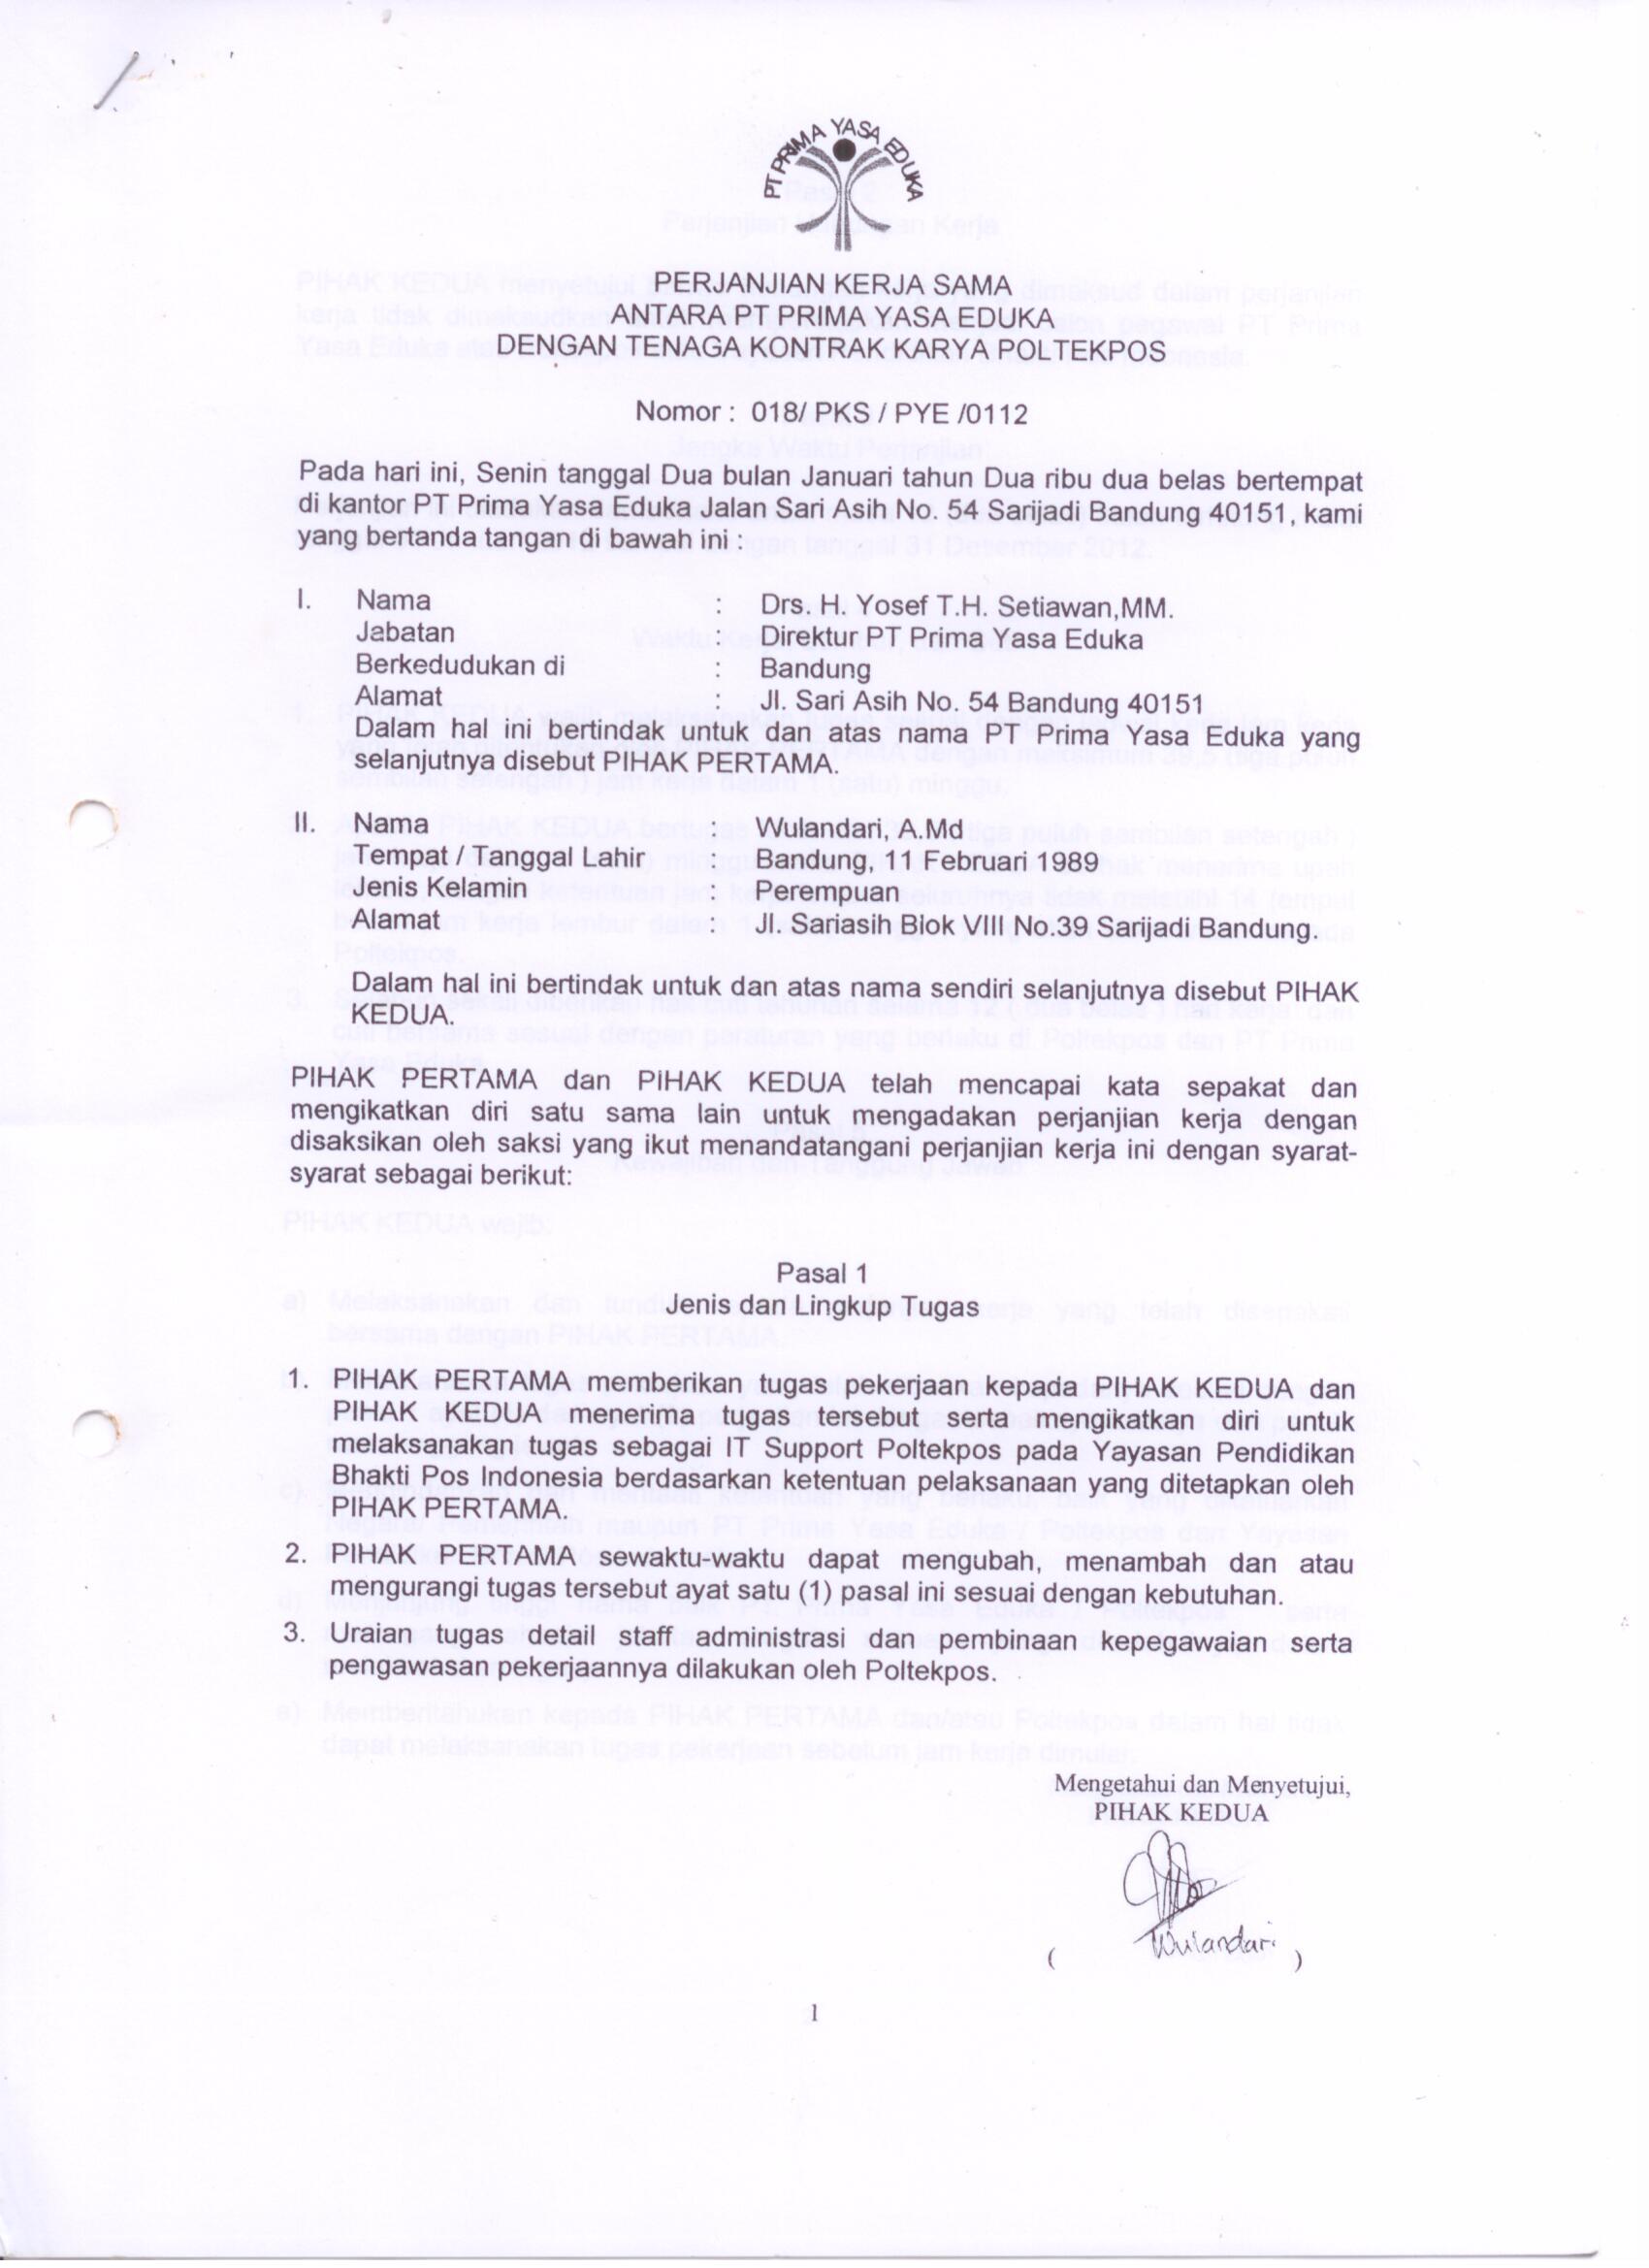 PT PRIMA YASA EDUKA
PERJANJIAN KERJA SAMA
ANTARA PT PRIMA YASA EDUKA
DENGAN TENAGA KONTRAK KARYA POLTEKPOS
Nomor : 018/ PKS / PYE /0112
Pada hari ini, Senin tanggal Dua bulan Januari tahun Dua ribu dua belas bertempat
di kantor PT Prima Yasa Eduka Jalan Sari Asih No. 54 Sarijadi Bandung 40151, kami
yang bertanda tangan di bawah ini :
I. Nama : Drs. H. Yosef T.H. Setiawan,MM.
Jabatan : Direktur PT Prima Yasa Eduka
Berkedudukan di : Bandung
Alamat : Jl. Sari Asih No. 54 Bandung 40151
Dalam hal ini bertindak untuk dan atas nama PT Prima Yasa Eduka yang
selanjutnya disebut PIHAK PERTAMA.
II. Nama : Wulandari, A.Md
Tempat / Tanggal Lahir : Bandung, 11 Februari 1989
Jenis Kelamin : Perempuan
Alamat : Jl. Sariasih Blok VIII No.39 Sarijadi Bandung.
Dalam hal ini bertindak untuk dan atas nama sendiri selanjutnya disebut PIHAK
KEDUA.
PIHAK PERTAMA dan PIHAK KEDUA telah mencapai kata sepakat dan
mengikatkan diri satu sama lain untuk mengadakan perjanjian kerja dengan
disaksikan oleh saksi yang ikut menandatangani perjanjian kerja ini dengan syarat-
syarat sebagai berikut:
Pasal 1
Jenis dan Lingkup Tugas
1. PIHAK PERTAMA memberikan tugas pekerjaan kepada PIHAK KEDUA dan
PIHAK KEDUA menerima tugas tersebut serta mengikatkan diri untuk
melaksanakan tugas sebagai IT Support Poltekpos pada Yayasan Pendidikan
Bhakti Pos Indonesia berdasarkan ketentuan pelaksanaan yang ditetapkan oleh
PIHAK PERTAMA.
2. PIHAK PERTAMA sewaktu-waktu dapat mengubah, menambah dan atau
mengurangi tugas tersebut ayat satu (1) pasal ini sesuai dengan kebutuhan.
3. Uraian tugas detail staff administrasi dan pembinaan kepegawaian serta
pengawasan pekerjaannya dilakukan oleh Poltekpos.
Mengetahui dan Menyetujui,
PIHAK KEDUA
( Wulandari )
1